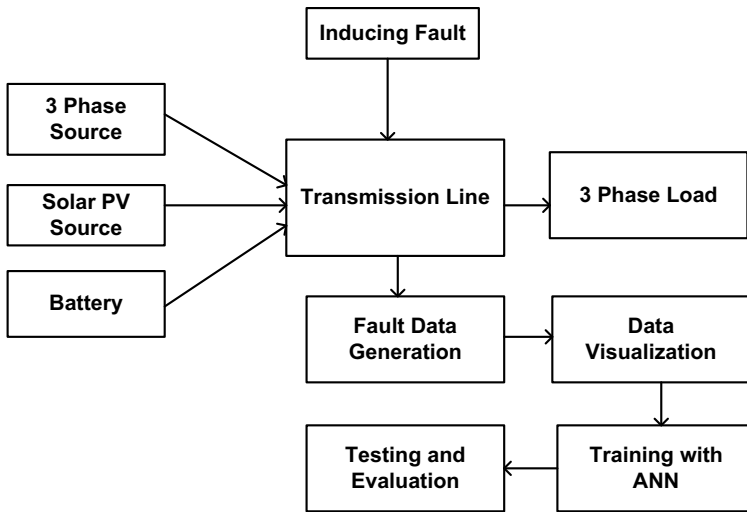 Inducing Fault
3 Phase
Source
Transmission Line
3 Phase Load
Solar PV
Source
Battery
Fault Data
Generation
Data
Visualization
Testing and
Evaluation
Training with
ANN